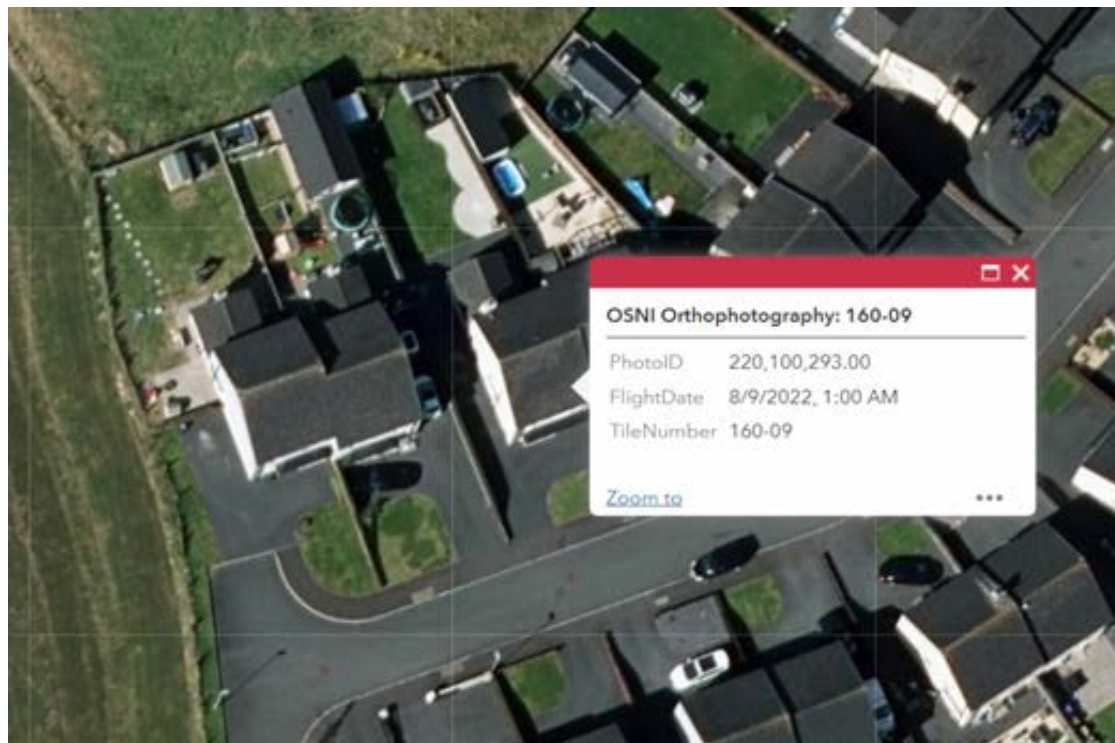 OSNI Orthophotography: 160-09
PhotoID 220,100,293.00
FlightDate 8/9/2022, 1:00 AM
TileNumber 160-09
Zoom to